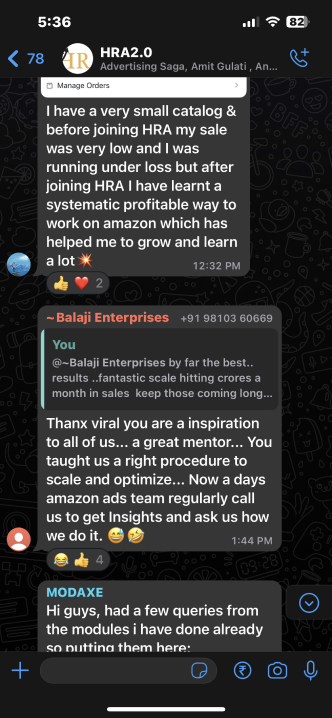 5:36
82
78
HR
HRA2.0
Advertising Saga, Amit Gulati , An...
Manage Orders
I have a very small catalog &
before joining HRA my sale
was very low and I was
running under loss but after
joining HRA I have learnt a
systematic profitable way to
work on amazon which has
helped me to grow and learn
a lot 💥
12:32 PM
👍 ❤️ 2
~Balaji Enterprises +91 98103 60669
You
@~Balaji Enterprises by far the best..
results ..fantastic scale hitting crores a
month in sales keep those coming long...
Thanx viral you are a inspiration
to all of us... a great mentor... You
taught us a right procedure to
scale and optimize... Now a days
amazon ads team regularly call
us to get Insights and ask us how
we do it. 😅🤣
1:44 PM
😂 👍 4
MODAXE
Hi guys, had a few queries from
the modules i have done already
so putting them here:
₹